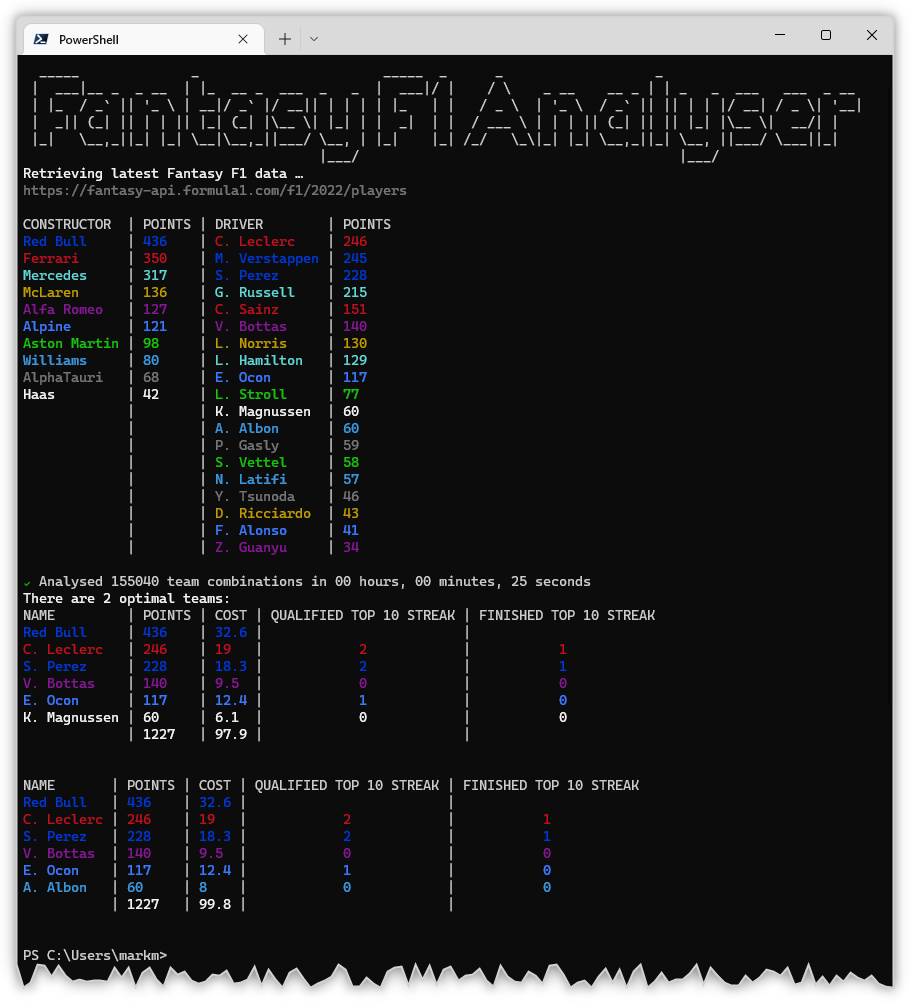 PowerShell
Fantasy F1 Analyser
Retrieving latest Fantasy F1 data …
https://fantasy-api.formula1.com/f1/2022/players
CONSTRUCTOR | POINTS | DRIVER | POINTS
Red Bull | 436 | C. Leclerc | 246
Ferrari | 350 | M. Verstappen | 245
Mercedes | 317 | S. Perez | 228
McLaren | 136 | G. Russell | 215
Alfa Romeo | 127 | C. Sainz | 151
Alpine | 121 | V. Bottas | 140
Aston Martin | 98 | L. Norris | 130
Williams | 80 | L. Hamilton | 129
AlphaTauri | 68 | E. Ocon | 117
Haas | 42 | L. Stroll | 77
| | K. Magnussen | 60
| | A. Albon | 60
| | P. Gasly | 59
| | S. Vettel | 58
| | N. Latifi | 57
| | Y. Tsunoda | 46
| | D. Ricciardo | 43
| | F. Alonso | 41
| | Z. Guanyu | 34
✓ Analysed 155040 team combinations in 00 hours, 00 minutes, 25 seconds
There are 2 optimal teams:
NAME | POINTS | COST | QUALIFIED TOP 10 STREAK | FINISHED TOP 10 STREAK
Red Bull | 436 | 32.6 | |
C. Leclerc | 246 | 19 | 2 | 1
S. Perez | 228 | 18.3 | 2 | 1
V. Bottas | 140 | 9.5 | 0 | 0
E. Ocon | 117 | 12.4 | 1 | 0
K. Magnussen | 60 | 6.1 | 0 | 0
| 1227 | 97.9 | |
NAME | POINTS | COST | QUALIFIED TOP 10 STREAK | FINISHED TOP 10 STREAK
Red Bull | 436 | 32.6 | |
C. Leclerc | 246 | 19 | 2 | 1
S. Perez | 228 | 18.3 | 2 | 1
V. Bottas | 140 | 9.5 | 0 | 0
E. Ocon | 117 | 12.4 | 1 | 0
A. Albon | 60 | 8 | 0 | 0
| 1227 | 99.8 | |
PS C:\Users\markm>